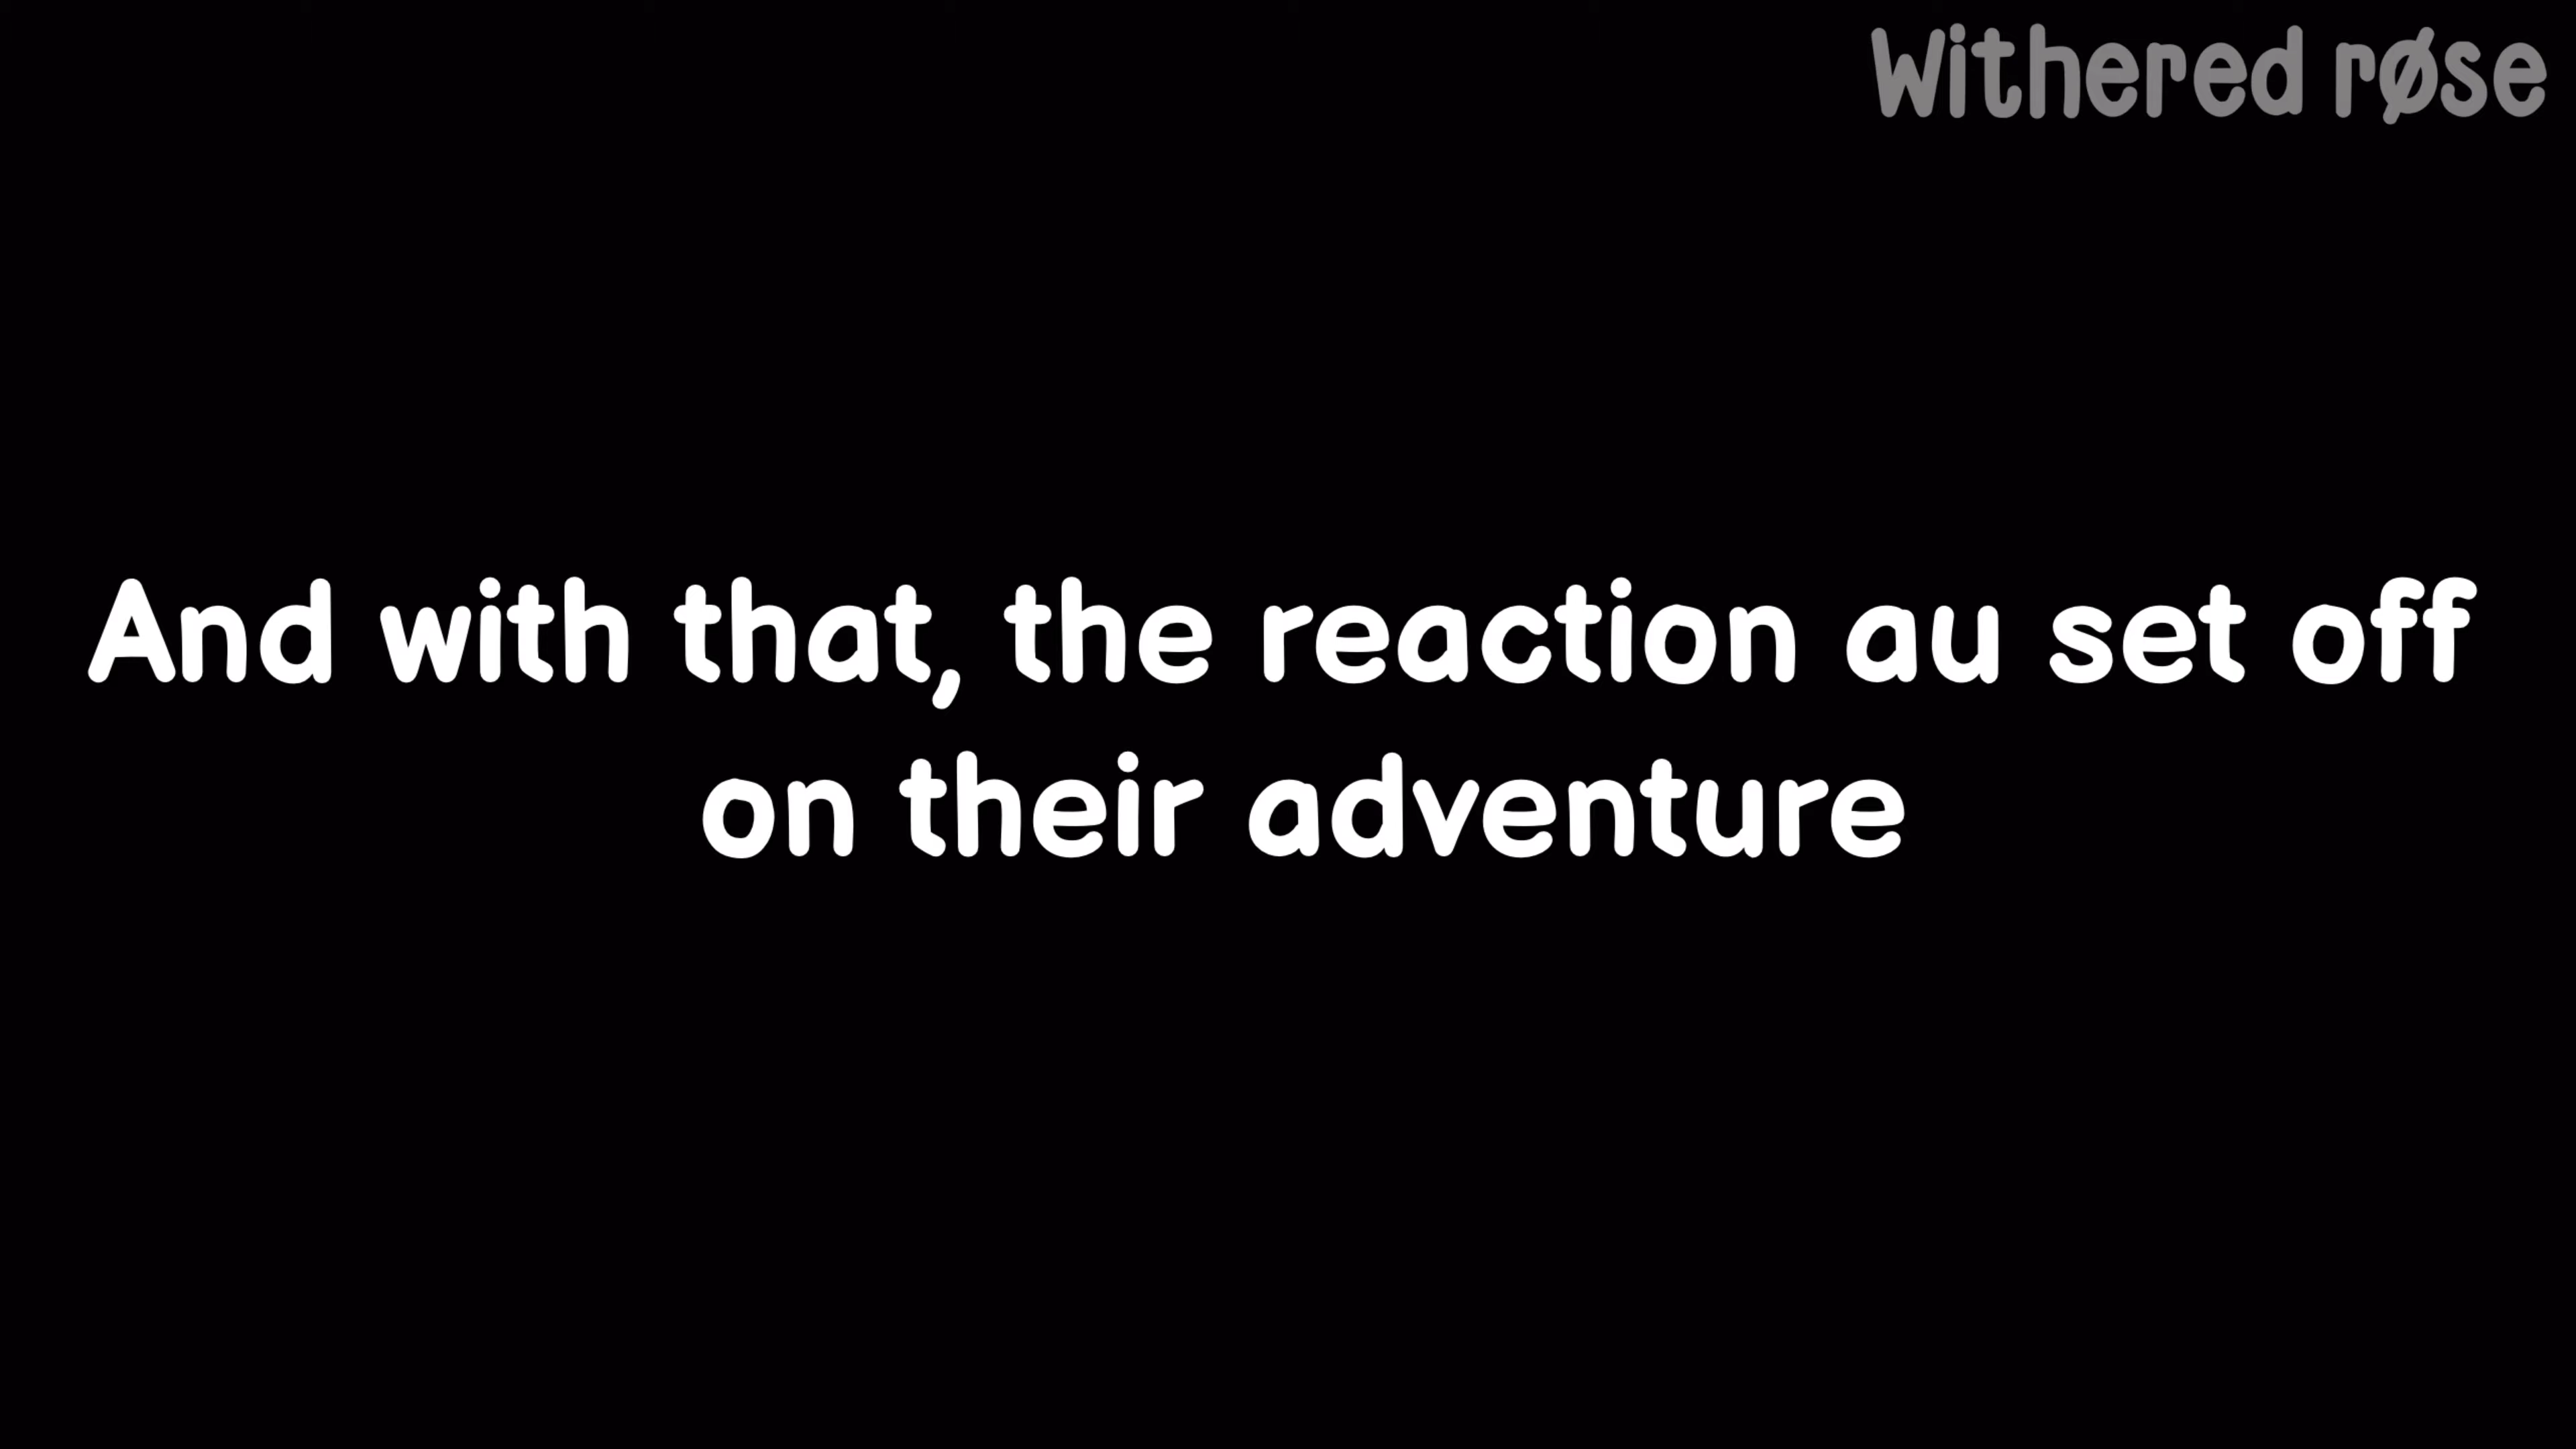 Withered røse
And with that, the reaction au set off
on their adventure